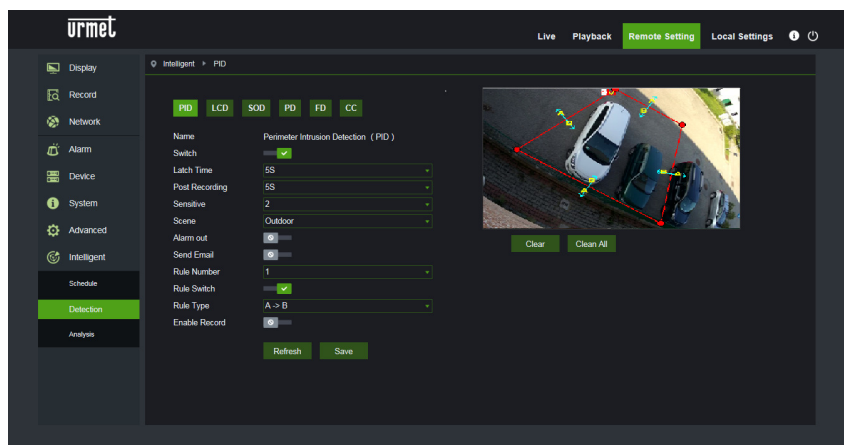 urmet
Live Playback Remote Setting Local Settings
Display
Record
Network
Alarm
Device
System
Advanced
Intelligent
Schedule
Detection
Analysis
Intelligent PID
PID LCD SOD PD FD CC
Name Perimeter Intrusion Detection ( PID )
Switch
Latch Time 5S
Post Recording 5S
Sensitive 2
Scene Outdoor
Alarm out
Send Email
Rule Number 1
Rule Switch
Rule Type A -> B
Enable Record
Refresh Save
Clear Clean All